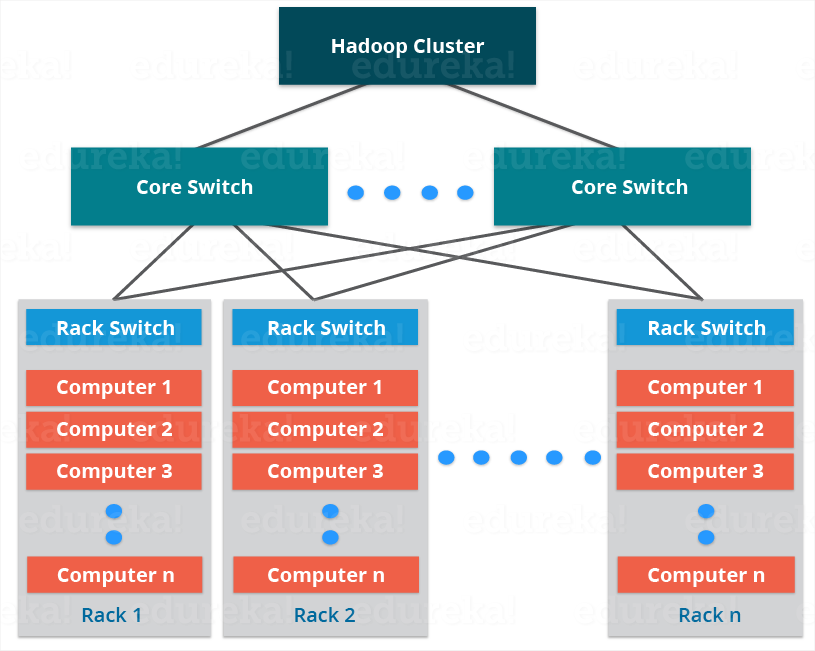 Hadoop Cluster
edureka!
Core Switch
Core Switch
Rack Switch
Rack Switch
Rack Switch
Computer 1
Computer 1
Computer 1
Computer 2
Computer 2
Computer 2
Computer 3
Computer 3
Computer 3
Computer n
Computer n
Computer n
Rack 1
Rack 2
Rack n